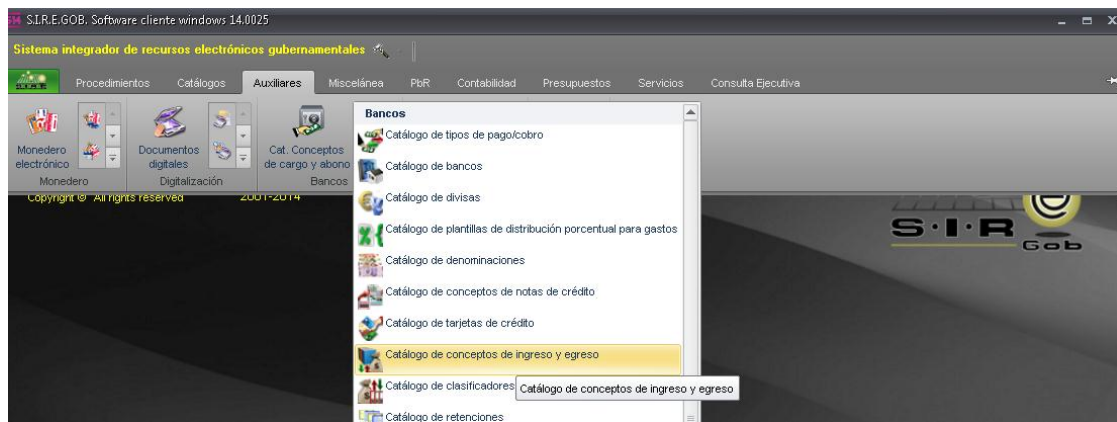 S.I.R.E.GOB. Software cliente windows 14.0025
Sistema integrador de recursos electrónicos gubernamentales
Procedimientos Catálogos Auxiliares Miscelánea PbR Contabilidad Presupuestos Servicios Consulta Ejecutiva
Monedero electrónico
Documentos digitales
Cat. Conceptos de cargo y abono
Monedero Digitalización Bancos
Bancos
Catálogo de tipos de pago/cobro
Catálogo de bancos
Catálogo de divisas
Catálogo de plantillas de distribución porcentual para gastos
Catálogo de denominaciones
Catálogo de conceptos de notas de crédito
Catálogo de tarjetas de crédito
Catálogo de conceptos de ingreso y egreso
Catálogo de clasificadores
Catálogo de conceptos de ingreso y egreso
Catálogo de retenciones
Copyright © All rights reserved 2001-2014
S·I·R e
Gob